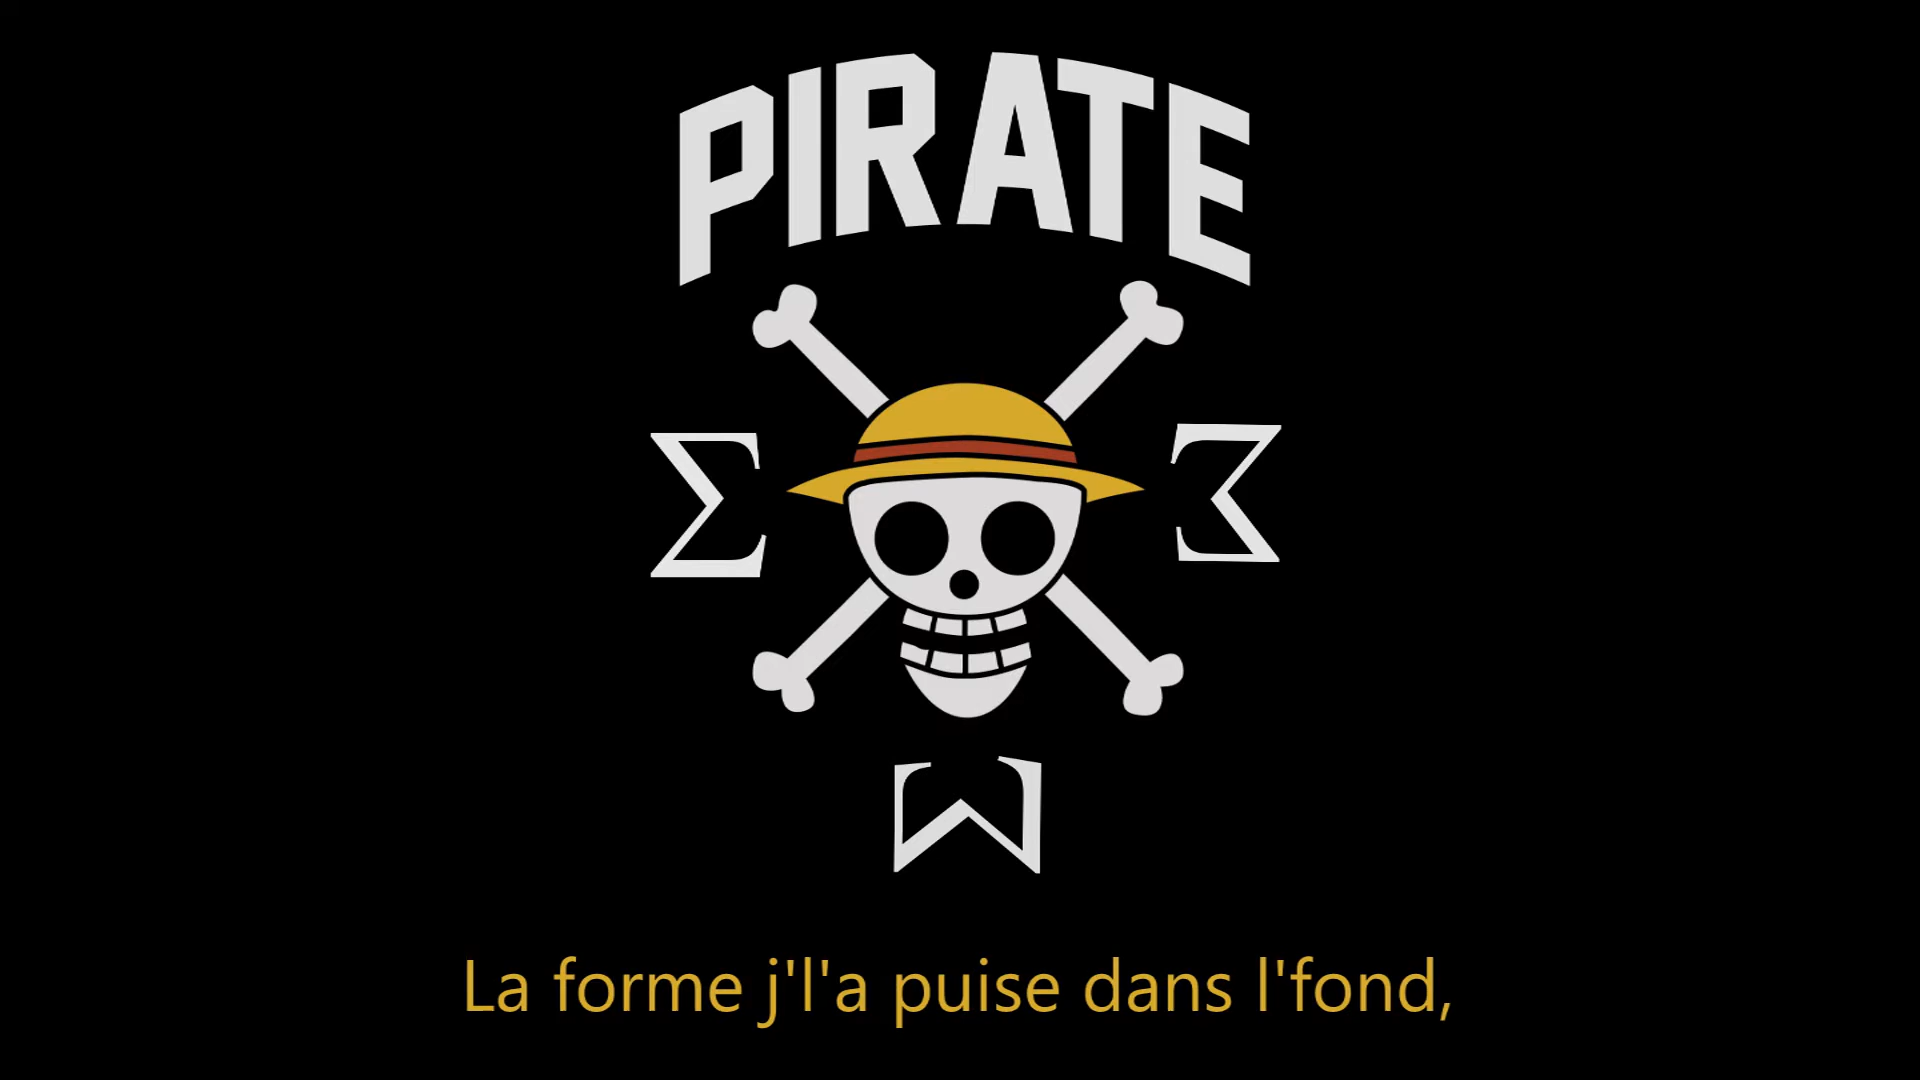 PIRATE
Σ Σ
Σ
La forme j'l'a puise dans l'fond,